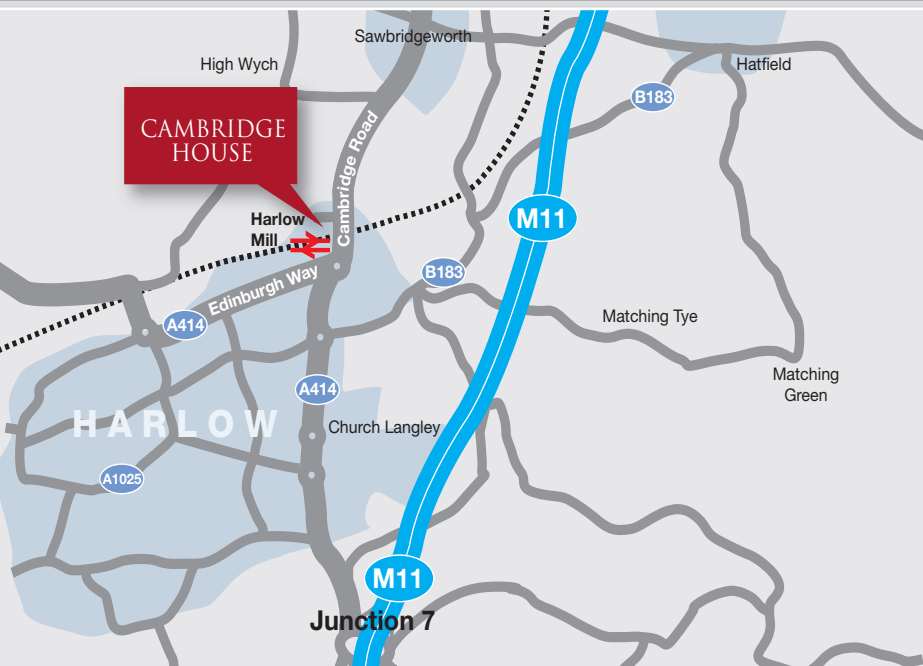 Sawbridgeworth
High Wych
Hatfield
B183
CAMBRIDGE
HOUSE
Cambridge Road
Harlow
Mill
M11
B183
Edinburgh Way
A414
Matching Tye
Matching
Green
A414
HARLOW
Church Langley
A1025
M11
Junction 7